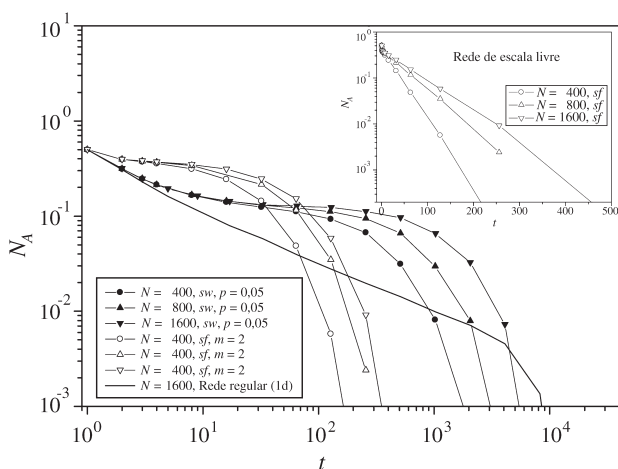 10^0
10^-1
10^-2
10^-3
N_A
10^0
10^1
10^2
10^3
10^4
t
N = 400, sw, p = 0,05
N = 800, sw, p = 0,05
N = 1600, sw, p = 0,05
N = 400, sf, m = 2
N = 400, sf, m = 2
N = 400, sf, m = 2
N = 1600, Rede regular (1d)
10^0
10^-1
10^-2
10^-3
N_A
0
100
200
300
400
500
t
Rede de escala livre
N = 400, sf
N = 800, sf
N = 1600, sf